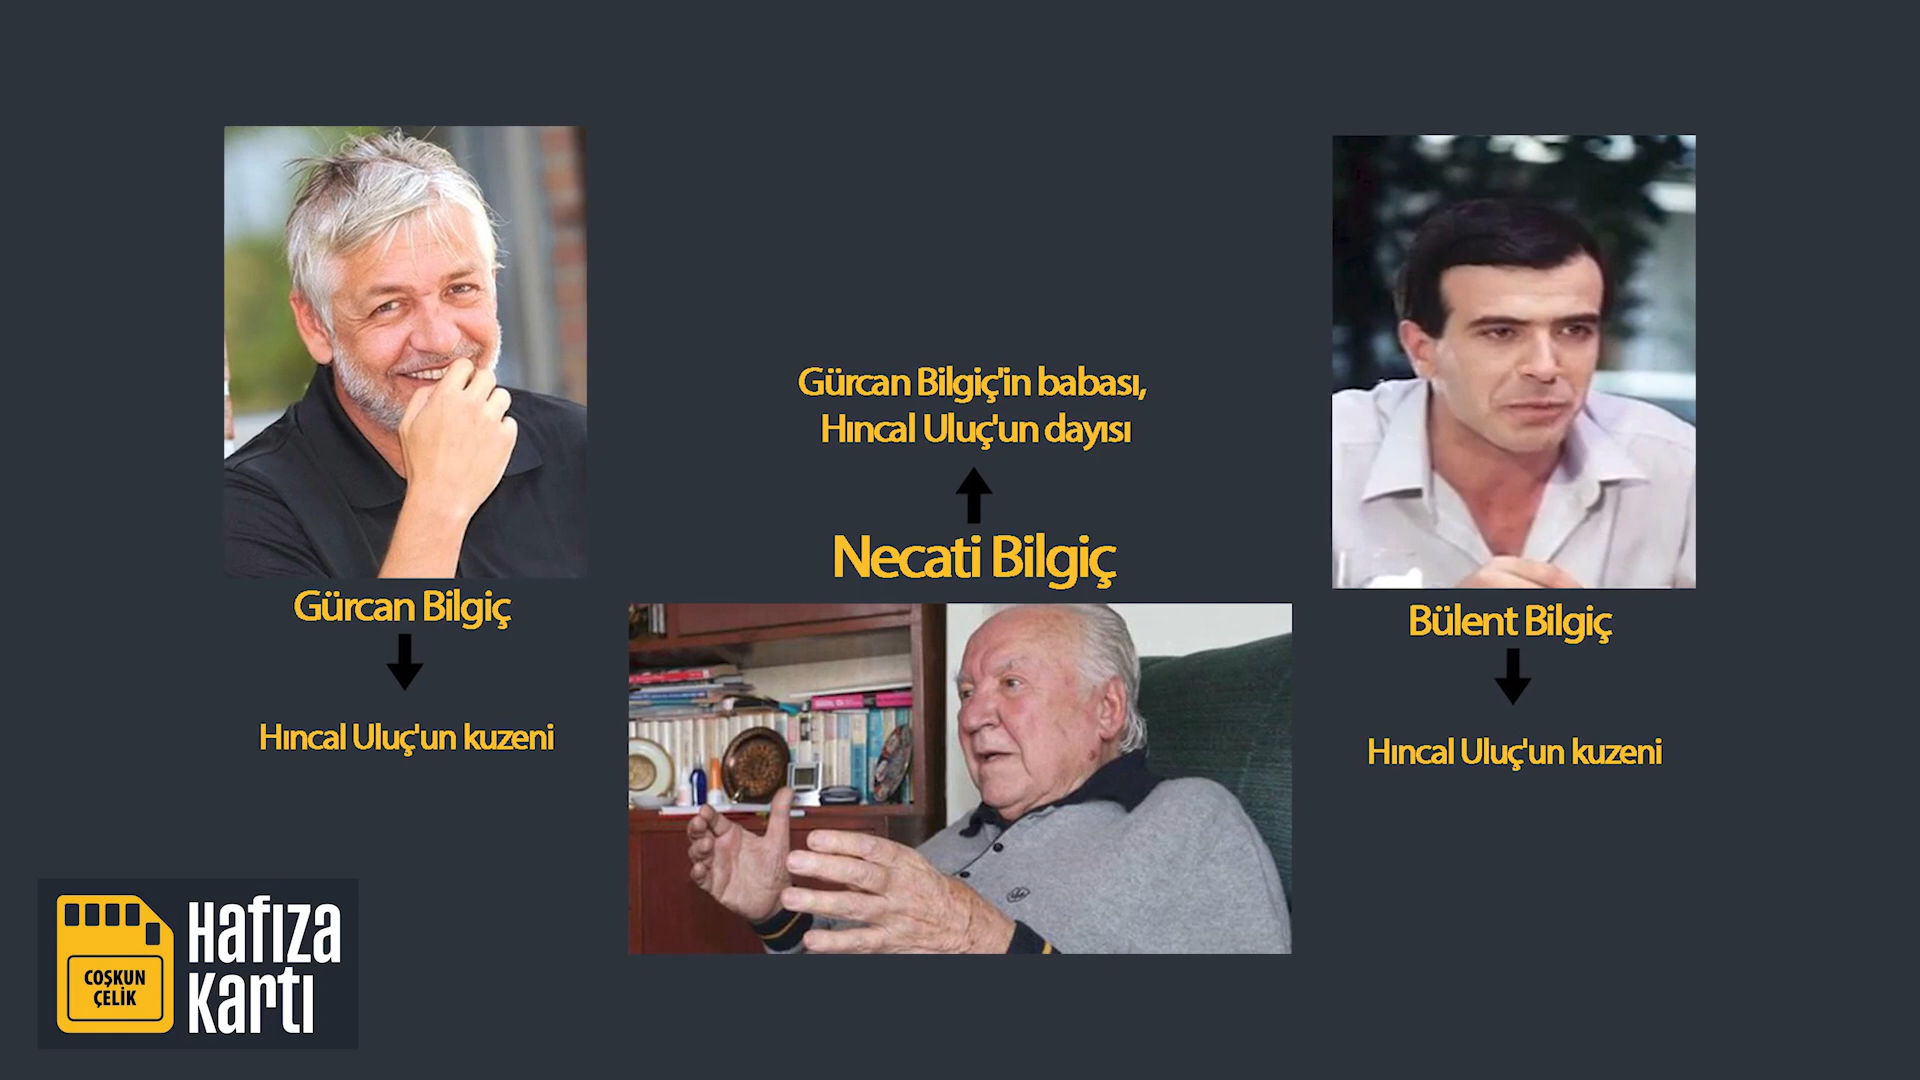 Gürcan Bilgiç'in babası,
Hıncal Uluç'un dayısı
Necati Bilgiç
Gürcan Bilgiç
Hıncal Uluç'un kuzeni
Bülent Bilgiç
Hıncal Uluç'un kuzeni
COŞKUN
ÇELİK
Hafıza
Kartı